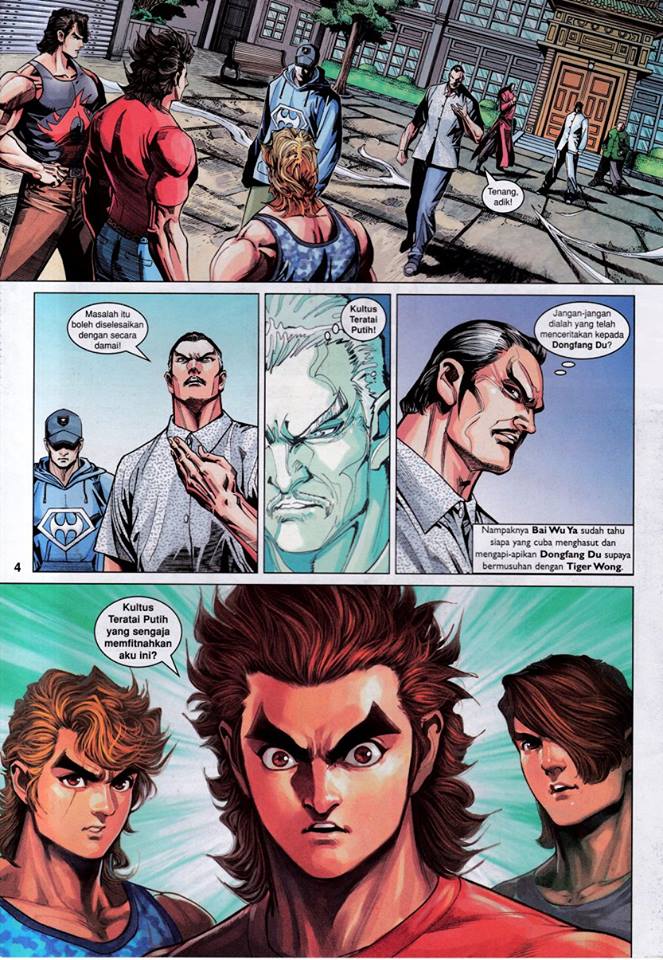 Tenang,
adik!
Masalah itu
boleh diselesaikan
dengan secara
damai!
Kultus
Teratai
Putih!
Jangan-jangan
dialah yang telah
menceritakan kepada
Dongfang Du?
Nampaknya Bai Wu Ya sudah tahu
siapa yang cuba menghasut dan
mengapi-apikan Dongfang Du supaya
bermusuhan dengan Tiger Wong.
4
Kultus
Teratai Putih
yang sengaja
memfitnahkan
aku ini?